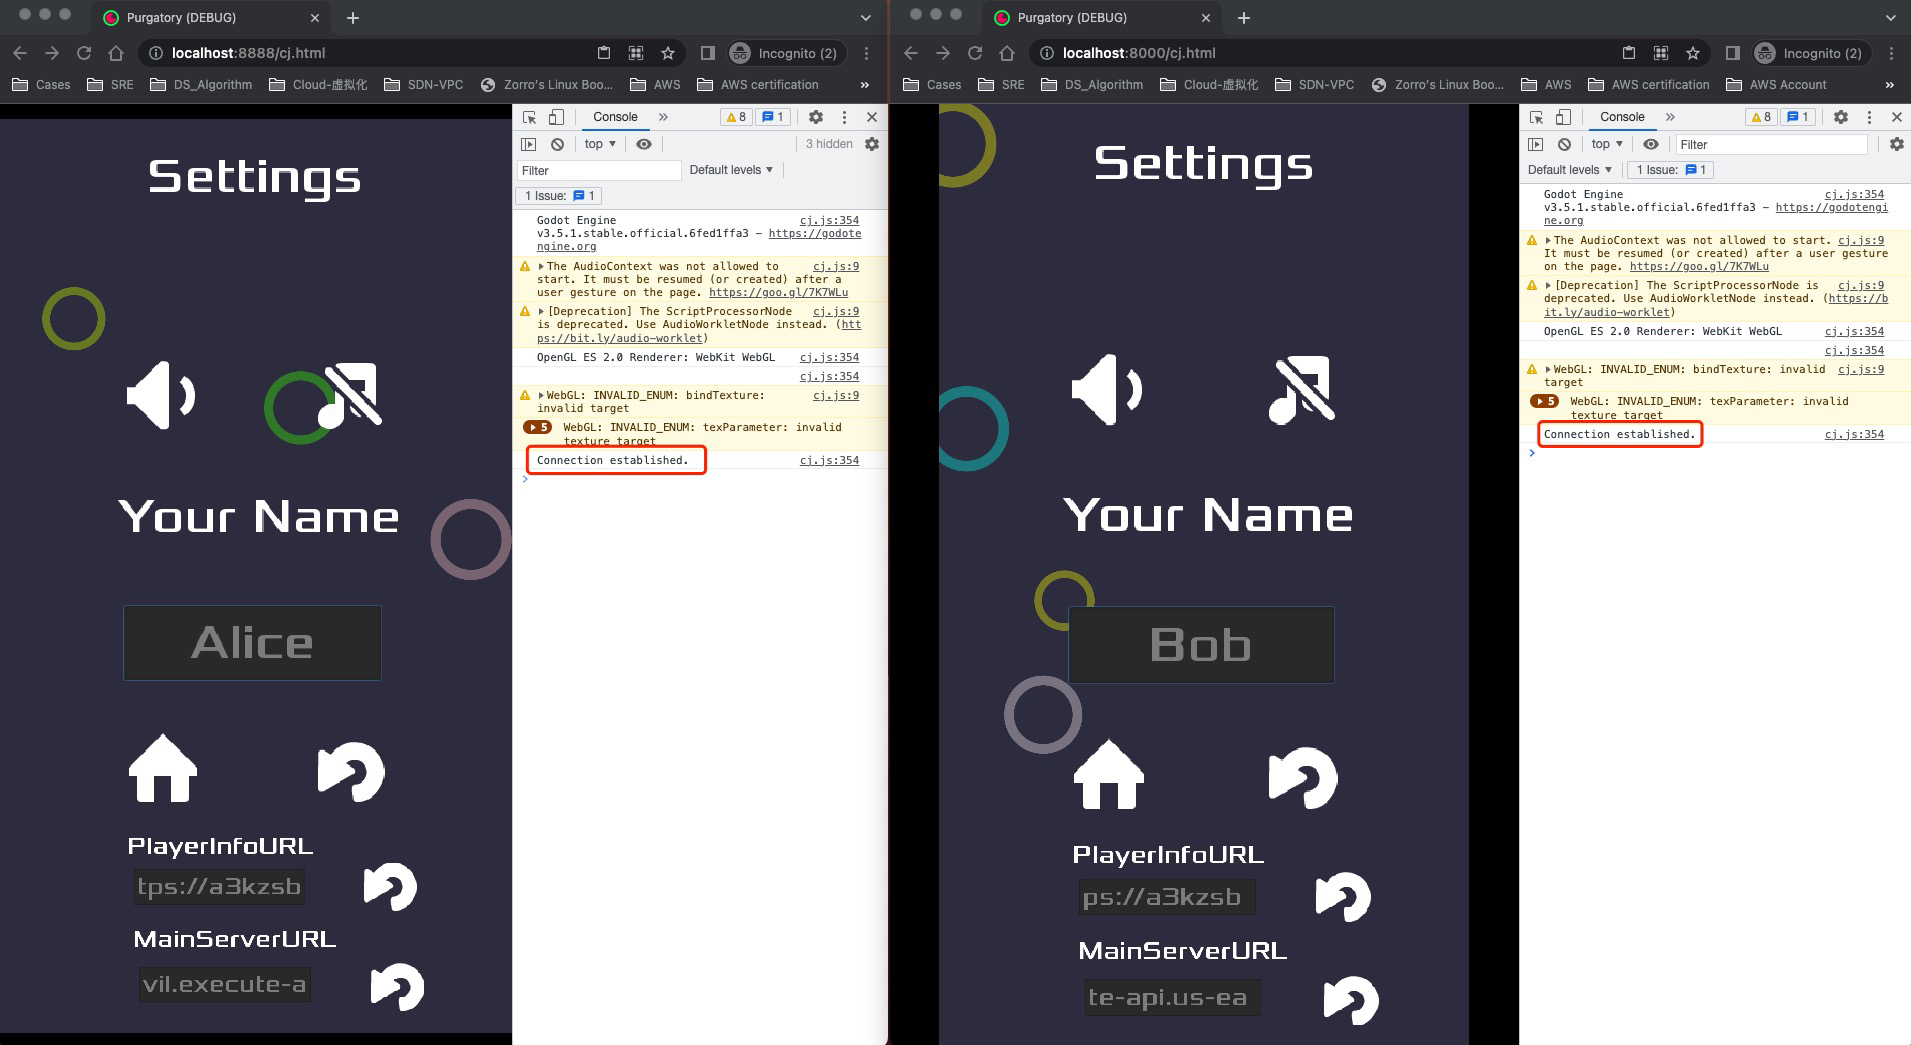 Purgatory (DEBUG)
localhost:8888/cj.html
Incognito (2)
Cases
SRE
DS_Algorithm
Cloud-虚拟化
SDN-VPC
Zorro's Linux Boo...
AWS
AWS certification
»
Settings
Your Name
Alice
PlayerInfoURL
tps://a3kzsb
MainServerURL
vil.execute-a
Console
»
8
1
top ▼
3 hidden
Filter
Default levels ▼
1 Issue: 1
Godot Engine cj.js:354
v3.5.1.stable.official.6fed1ffa3 – https://godote
ngine.org
The AudioContext was not allowed to cj.js:9
start. It must be resumed (or created) after a
user gesture on the page. https://goo.gl/7K7WLu
[Deprecation] The ScriptProcessorNode cj.js:9
is deprecated. Use AudioWorkletNode instead. (htt
ps://bit.ly/audio-worklet)
OpenGL ES 2.0 Renderer: WebKit WebGL cj.js:354
cj.js:354
WebGL: INVALID_ENUM: bindTexture: cj.js:9
invalid target
5 WebGL: INVALID_ENUM: texParameter: invalid
texture target
Connection established. cj.js:354
Purgatory (DEBUG)
localhost:8000/cj.html
Incognito (2)
Cases
SRE
DS_Algorithm
Cloud-虚拟化
SDN-VPC
Zorro's Linux Boo...
AWS
AWS certification
AWS Account
»
Settings
Your Name
Bob
PlayerInfoURL
ps://a3kzsb
MainServerURL
te-api.us-ea
Console
»
8
1
top ▼
Filter
Default levels ▼
1 Issue: 1
Godot Engine cj.js:354
v3.5.1.stable.official.6fed1ffa3 – https://godotengi
ne.org
The AudioContext was not allowed to start. cj.js:9
It must be resumed (or created) after a user gesture
on the page. https://goo.gl/7K7WLu
[Deprecation] The ScriptProcessorNode is cj.js:9
deprecated. Use AudioWorkletNode instead. (https://b
it.ly/audio-worklet)
OpenGL ES 2.0 Renderer: WebKit WebGL cj.js:354
cj.js:354
WebGL: INVALID_ENUM: bindTexture: invalid cj.js:9
target
5 WebGL: INVALID_ENUM: texParameter: invalid
texture target
Connection established. cj.js:354